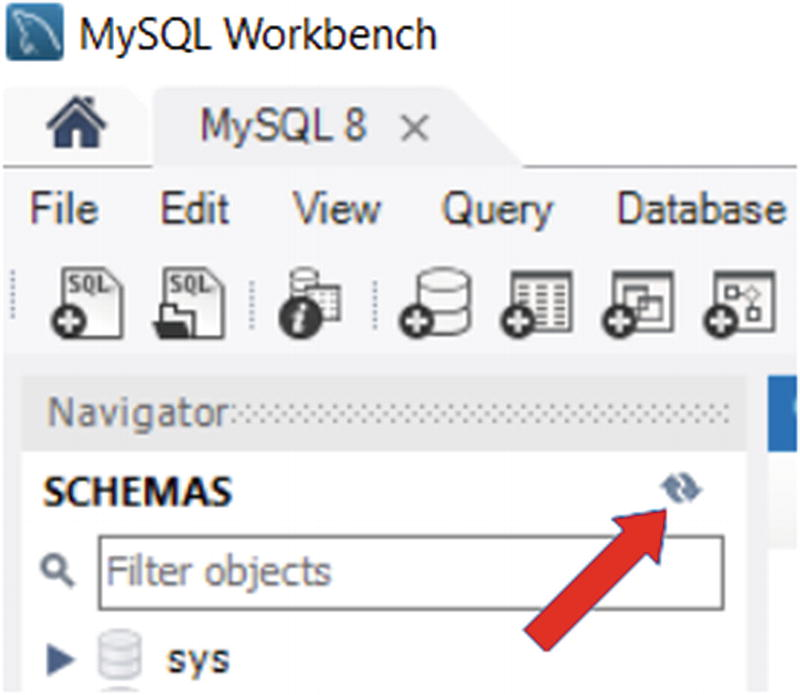 MySQL Workbench
MySQL 8
File Edit View Query Database
SQL SQL
Navigator
SCHEMAS
Filter objects
sys